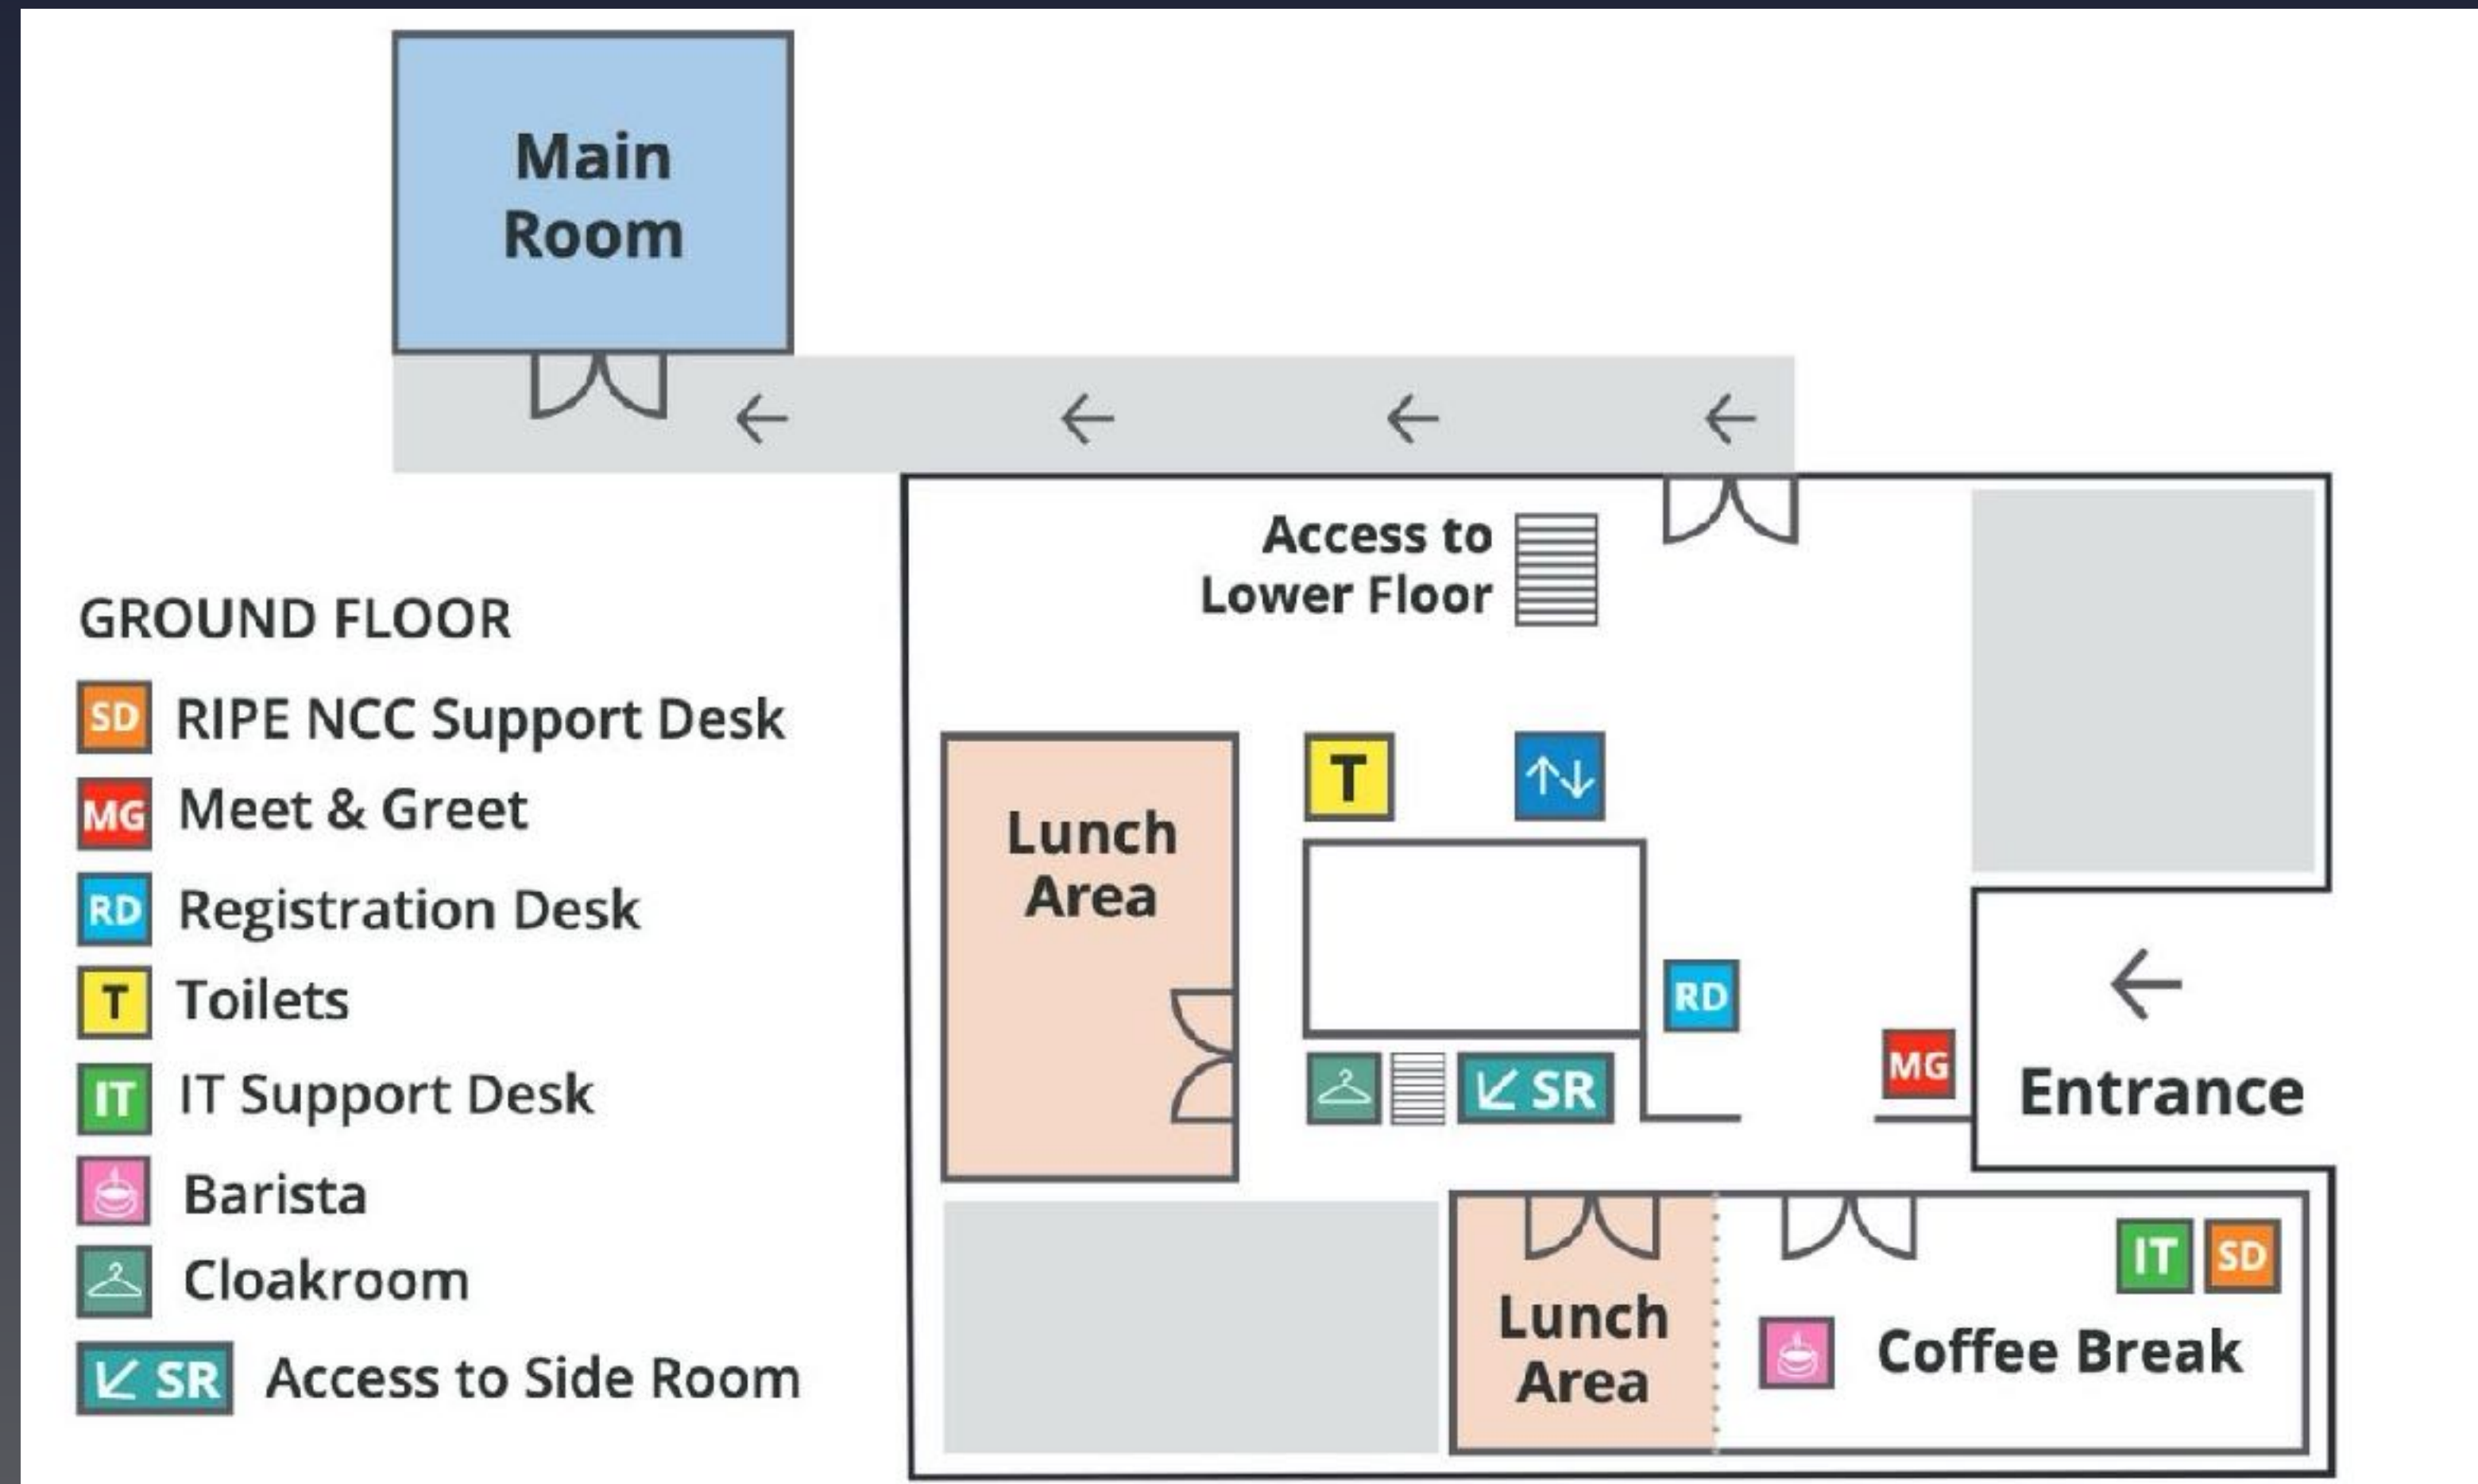 Main
Room
Access to
Lower Floor
GROUND FLOOR
SD RIPE NCC Support Desk
MG Meet & Greet
RD Registration Desk
T Toilets
IT IT Support Desk
Barista
Cloakroom
↙ SR Access to Side Room
T
Lunch
Area
RD
SR
MG
Entrance
IT SD
Lunch
Area
Coffee Break